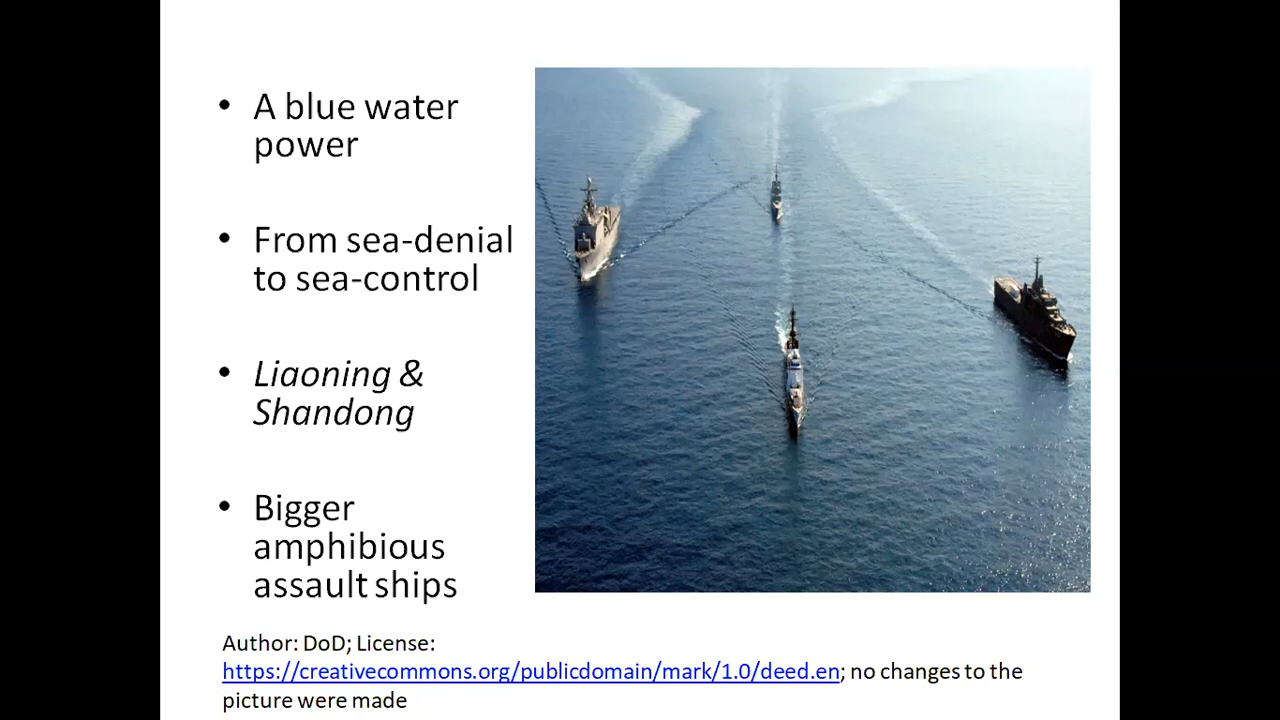 • A blue water
power
• From sea-denial
to sea-control
• Liaoning &
Shandong
• Bigger
amphibious
assault ships
Author: DoD; License:
https://creativecommons.org/publicdomain/mark/1.0/deed.en; no changes to the
picture were made